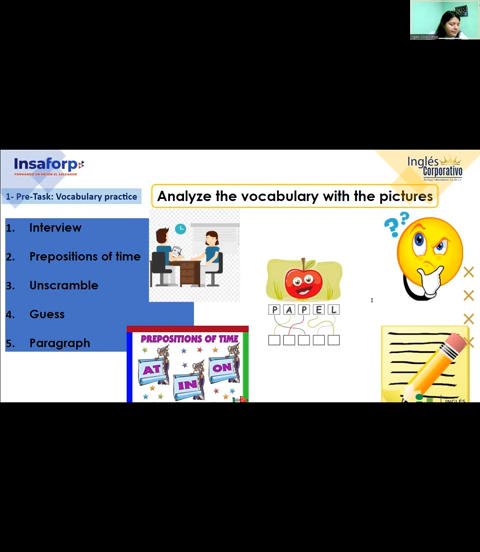 Insaforp
Inglés
Corporativo
1- Pre-Task: Vocabulary practice
Analyze the vocabulary with the pictures
1. Interview
2. Prepositions of time
3. Unscramble
4. Guess
5. Paragraph
? ?
P A P E L
PREPOSITIONS OF TIME
AT
IN
ON
INGLES